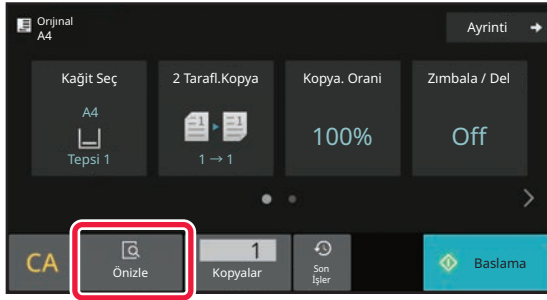 Orıjınal
A4
Ayrinti
Kağit Seç
A4
Tepsi 1
2 Tarafl.Kopya
1 → 1
Kopya. Orani
100%
Zımbala / Del
Off
CA
Önizle
1
Kopyalar
Son
İşler
Baslama